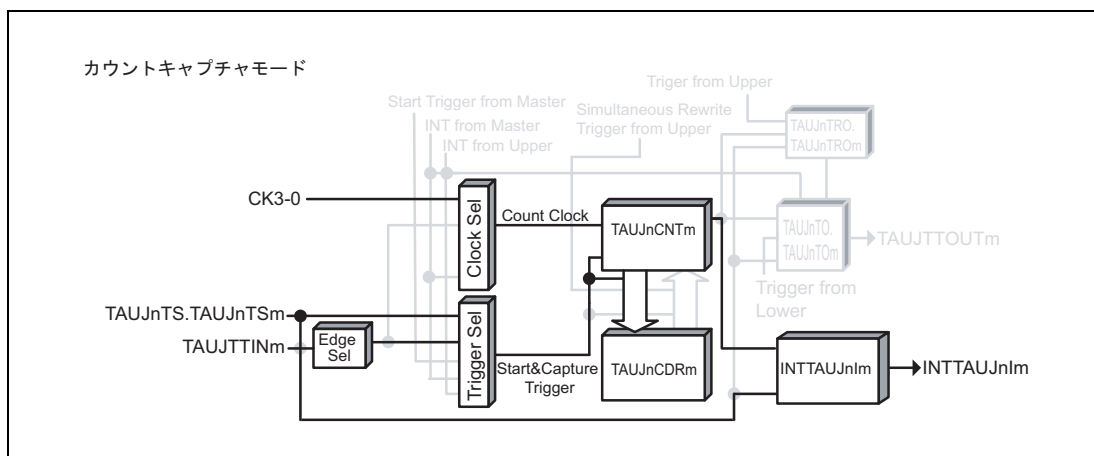 カウントキャプチャモード
Triger from Upper
Start Trigger from Master
Simultaneous Rewrite
Trigger from Upper
INT from Master
INT from Upper
TAUJnTRO.
TAUJnTROm
CK3-0
Clock Sel
Count Clock
TAUJnCNTm
TAUJnTO.
TAUJnTOm
TAUJTTOUTm
Trigger from
Lower
TAUJnTS.TAUJnTSm
TAUJTTINm
Edge
Sel
Trigger Sel
Start&Capture
Trigger
TAUJnCDRm
INTTAUJnIm
INTTAUJnIm